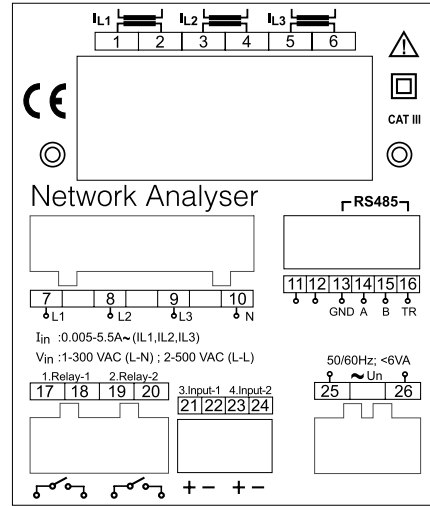 IL1 IL2 IL3
1 2 3 4 5 6
CE
CAT III
Network Analyser
RS485
7 8 9 10
11 12 13 14 15 16
L1 L2 L3 N
GND A B TR
Iin :0.005-5.5A~(IL1,IL2,IL3)
Vin :1-300 VAC (L-N) ; 2-500 VAC (L-L)
50/60Hz; <6VA
~Un
1.Relay-1 2.Relay-2
3.Input-1 4.Input-2
17 18 19 20
21 22 23 24
25 26
+ − + −